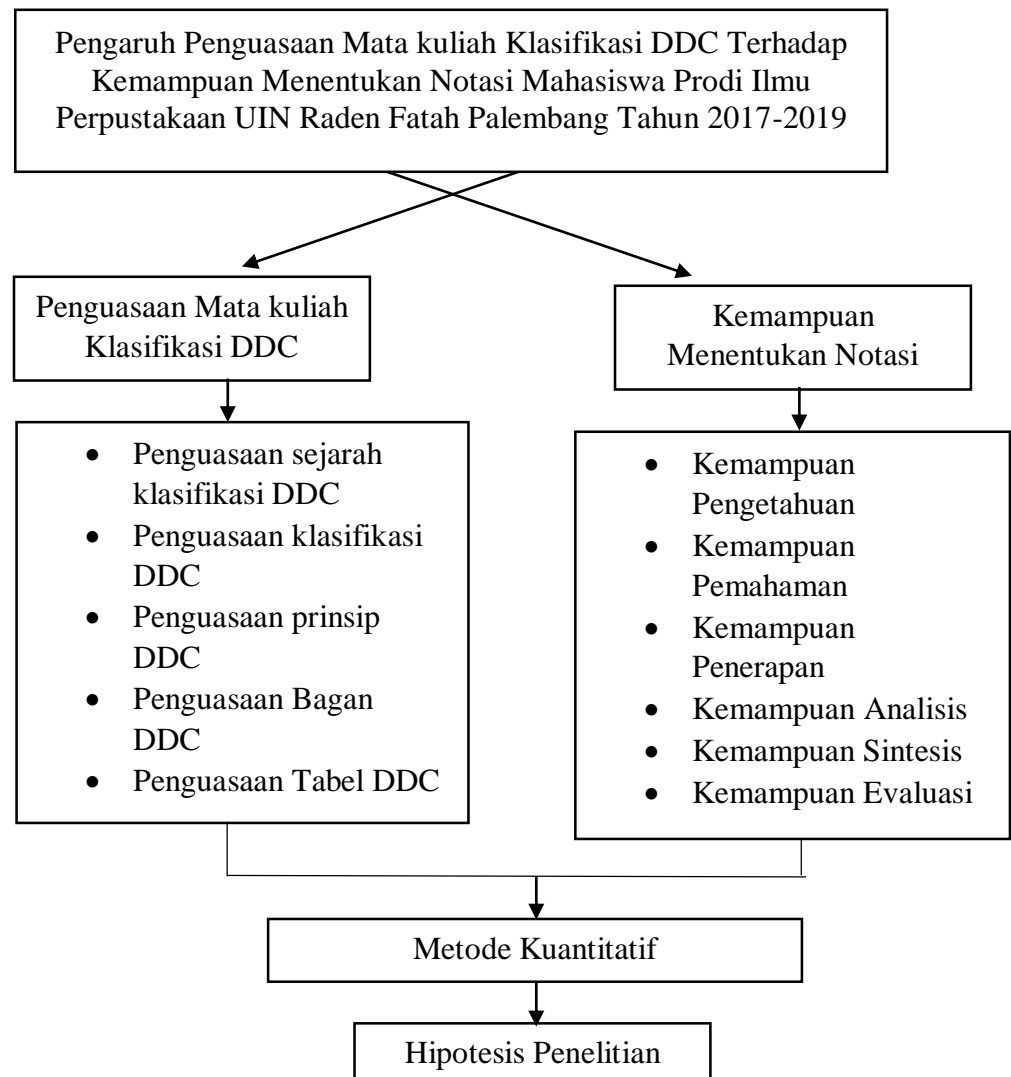 Pengaruh Penguasaan Mata kuliah Klasifikasi DDC Terhadap
Kemampuan Menentukan Notasi Mahasiswa Prodi Ilmu
Perpustakaan UIN Raden Fatah Palembang Tahun 2017-2019
Penguasaan Mata kuliah
Klasifikasi DDC
Kemampuan
Menentukan Notasi
• Penguasaan sejarah
klasifikasi DDC
• Penguasaan klasifikasi
DDC
• Penguasaan prinsip
DDC
• Penguasaan Bagan
DDC
• Penguasaan Tabel DDC
• Kemampuan
Pengetahuan
• Kemampuan
Pemahaman
• Kemampuan
Penerapan
• Kemampuan Analisis
• Kemampuan Sintesis
• Kemampuan Evaluasi
Metode Kuantitatif
Hipotesis Penelitian